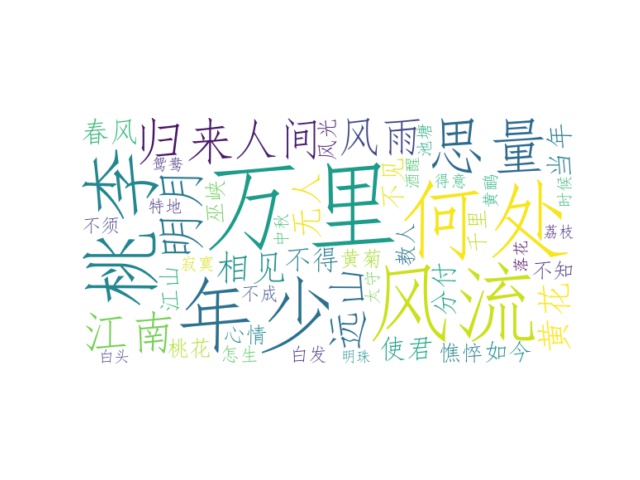 春风
归来
人间
风光
风雨
池塘
思量
当年
鸳鸯
桃李
明月
特地
巫峡
万里
中秋
无人
不见
酒醒
得意
黄鹂
何处
千里
时候
荔枝
不须
寂寞
江山
相见
不得
黄菊
教人
落花
不知
不成
年少
远山
太守
风流
分付
黄花
江南
桃花
心情
怎生
白头
白发
明珠
使君
憔悴
如今